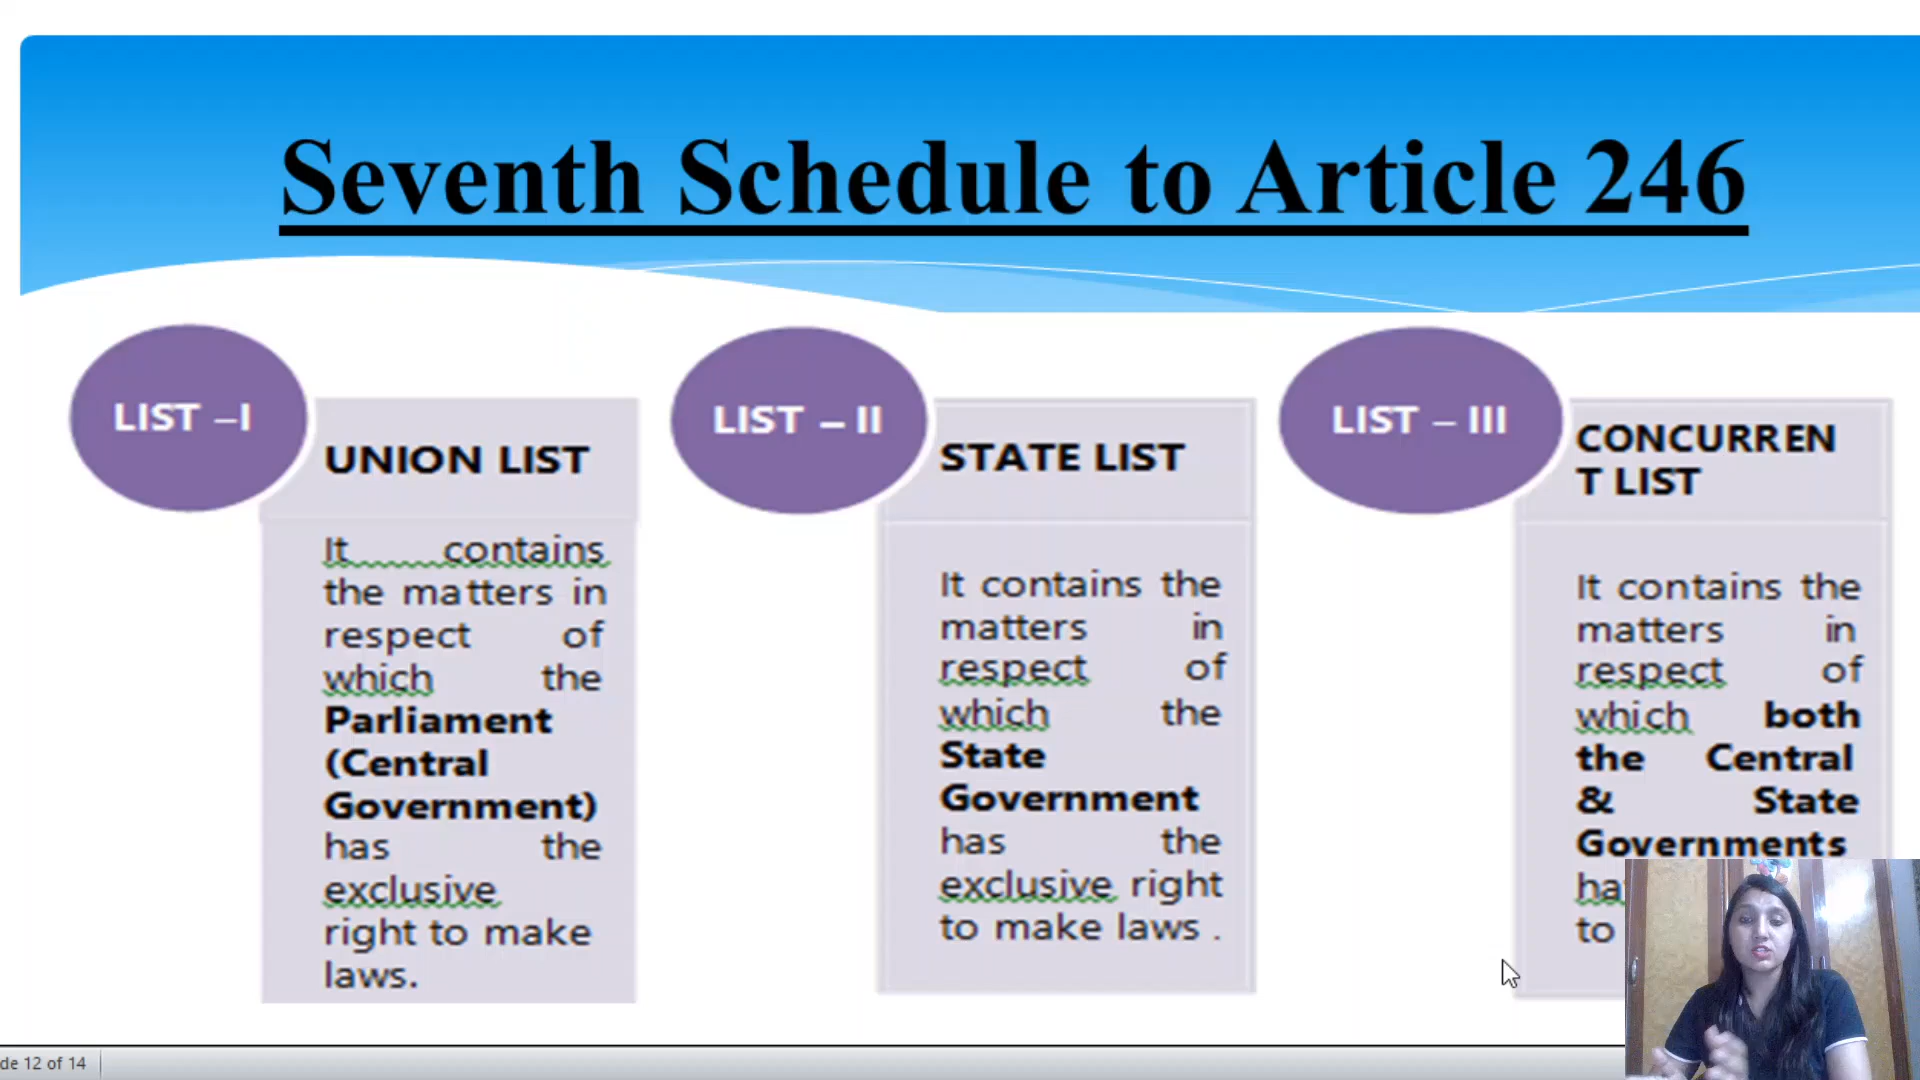 Seventh Schedule to Article 246
LIST –I
UNION LIST
It contains
the matters in
respect of
which the
Parliament
(Central
Government)
has the
exclusive
right to make
laws.
LIST – II
STATE LIST
It contains the
matters in
respect of
which the
State
Government
has the
exclusive right
to make laws .
LIST – III
CONCURREN
T LIST
It contains the
matters in
respect of
which both
the Central
& State
Governments
to
de 12 of 14